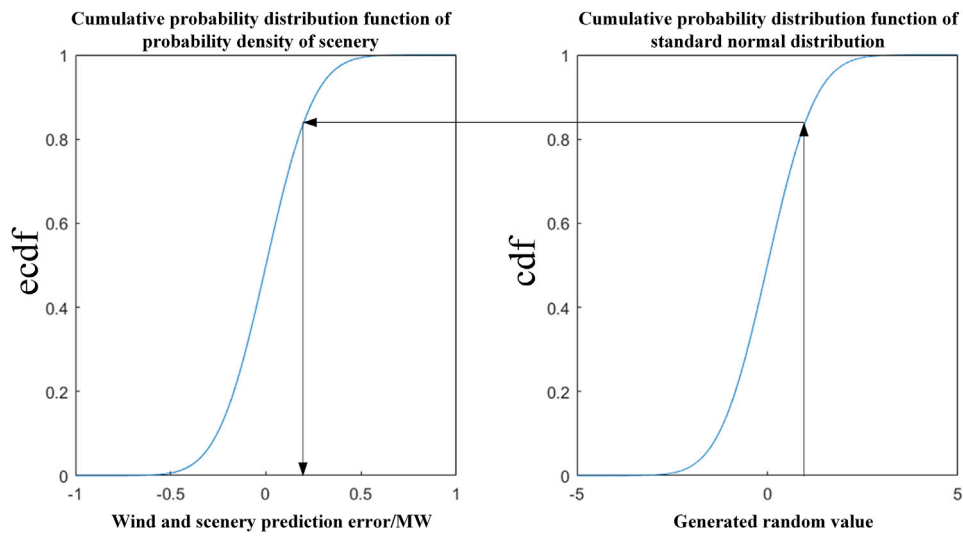 Cumulative probability distribution function of
probability density of scenery
1
0.8
0.6
0.4
0.2
0
ecdf
-1
-0.5
0
0.5
1
Wind and scenery prediction error/MW
Cumulative probability distribution function of
standard normal distribution
1
0.8
0.6
0.4
0.2
0
cdf
-5
0
5
Generated random value